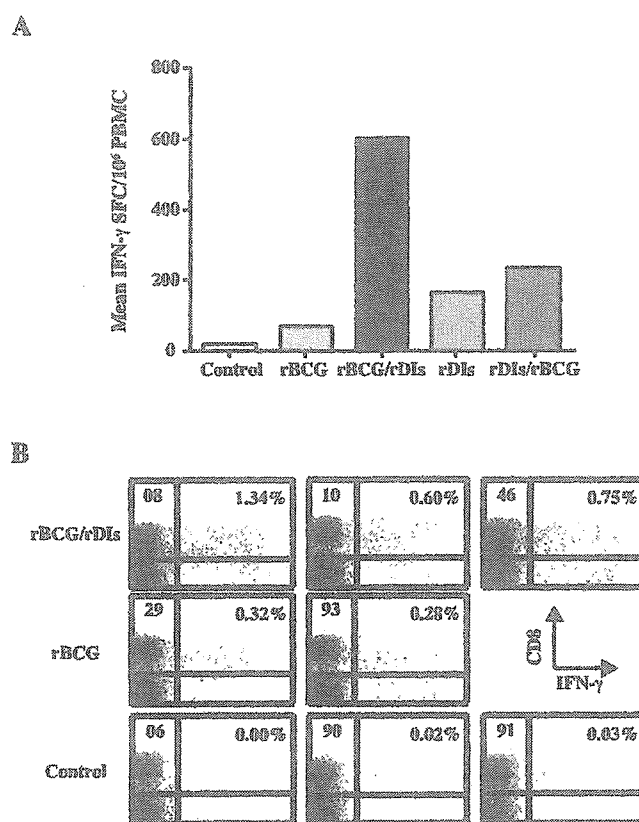 A
Mean IFN-γ SFC/10⁶ PBMC
800
600
400
200
0
Control rBCG rBCG/rDIs rDIs rDIs/rBCG
B
rBCG/rDIs
08 1.34% 10 0.60% 46 0.75%
rBCG
29 0.32% 93 0.28%
CD8
IFN-γ
Control
06 0.00% 90 0.02% 91 0.03%